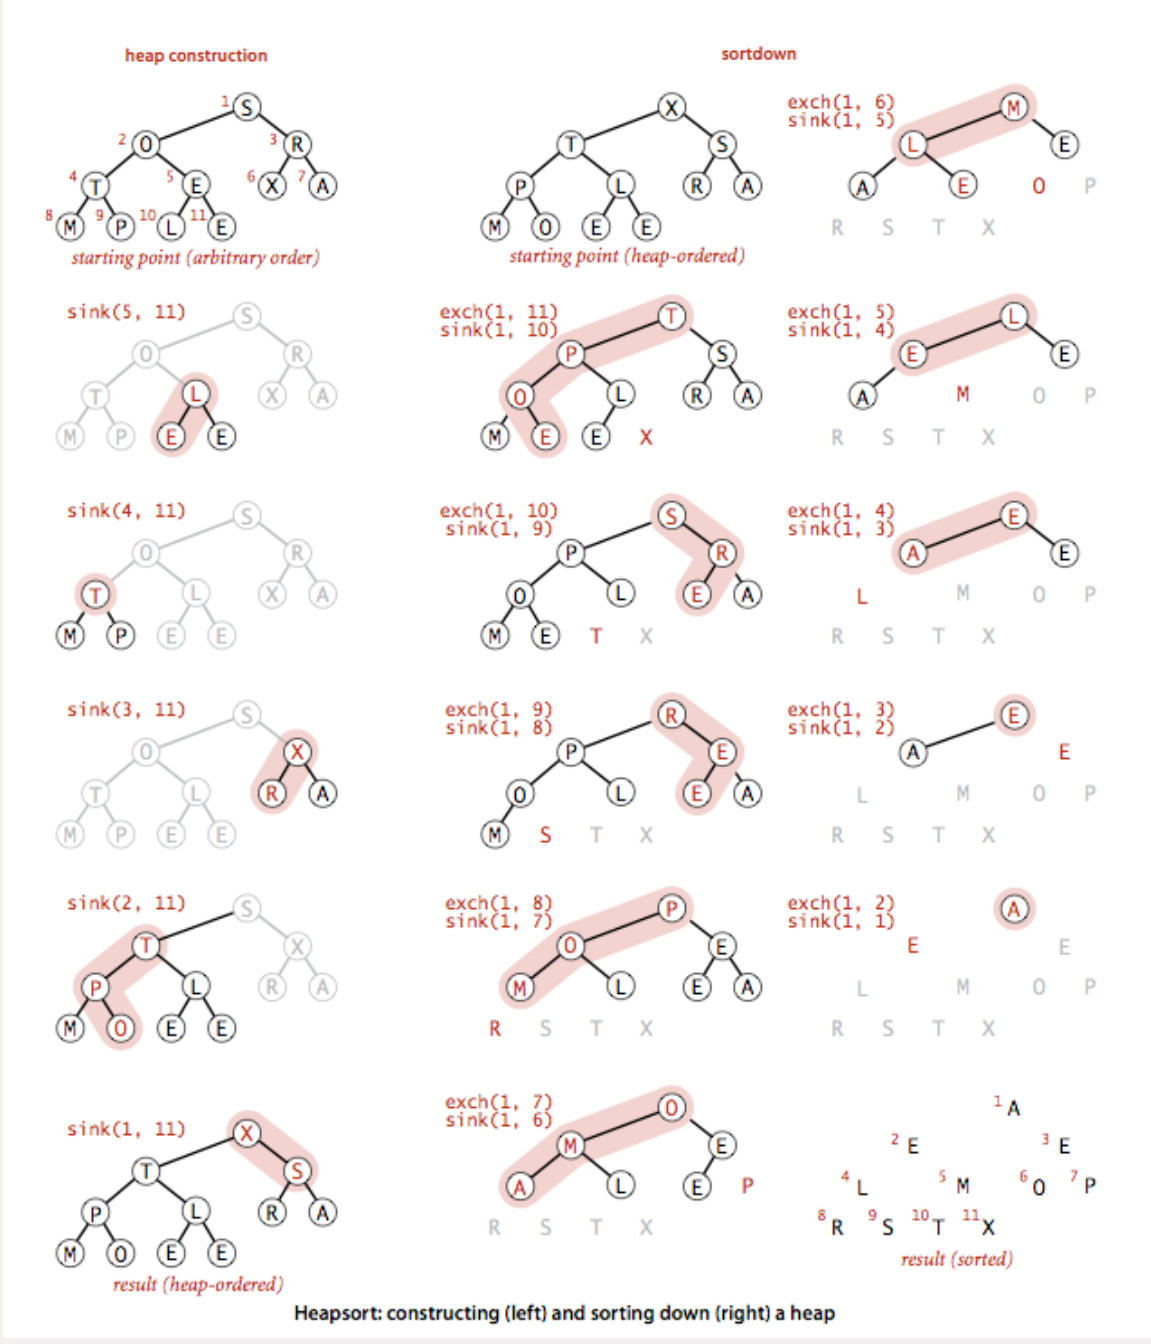 heap construction
1 S
2 O 3 R
4 T 5 E 6 X 7 A
8 M 9 P 10 L 11 E
starting point (arbitrary order)
sink(5, 11) S
O R
T L X A
M P E E
sink(4, 11) S
O R
T L X A
M P E E
sink(3, 11) S
O X
T L R A
M P E E
sink(2, 11) S
T X
P L R A
M O E E
sink(1, 11) X
T S
P L R A
M O E E
result (heap-ordered)
sortdown
X
T S
P L R A
M O E E
starting point (heap-ordered)
exch(1, 11) T
sink(1, 10)
P S
O L R A
M E E X
exch(1, 10) S
sink(1, 9)
P R
O L E A
M E T X
exch(1, 9) R
sink(1, 8)
P E
O L E A
M S T X
exch(1, 8) P
sink(1, 7)
O E
M L E A
R S T X
exch(1, 7) O
sink(1, 6)
M E
A L E P
R S T X
exch(1, 6) M
sink(1, 5)
L E
A E O P
R S T X
exch(1, 5) L
sink(1, 4)
E E
A M O P
R S T X
exch(1, 4) E
sink(1, 3)
A E
L M O P
R S T X
exch(1, 3) E
sink(1, 2)
A E
L M O P
R S T X
exch(1, 2) A
sink(1, 1)
E E
L M O P
R S T X
1 A
2 E 3 E
4 L 5 M 6 O 7 P
8 R 9 S 10 T 11 X
result (sorted)
Heapsort: constructing (left) and sorting down (right) a heap